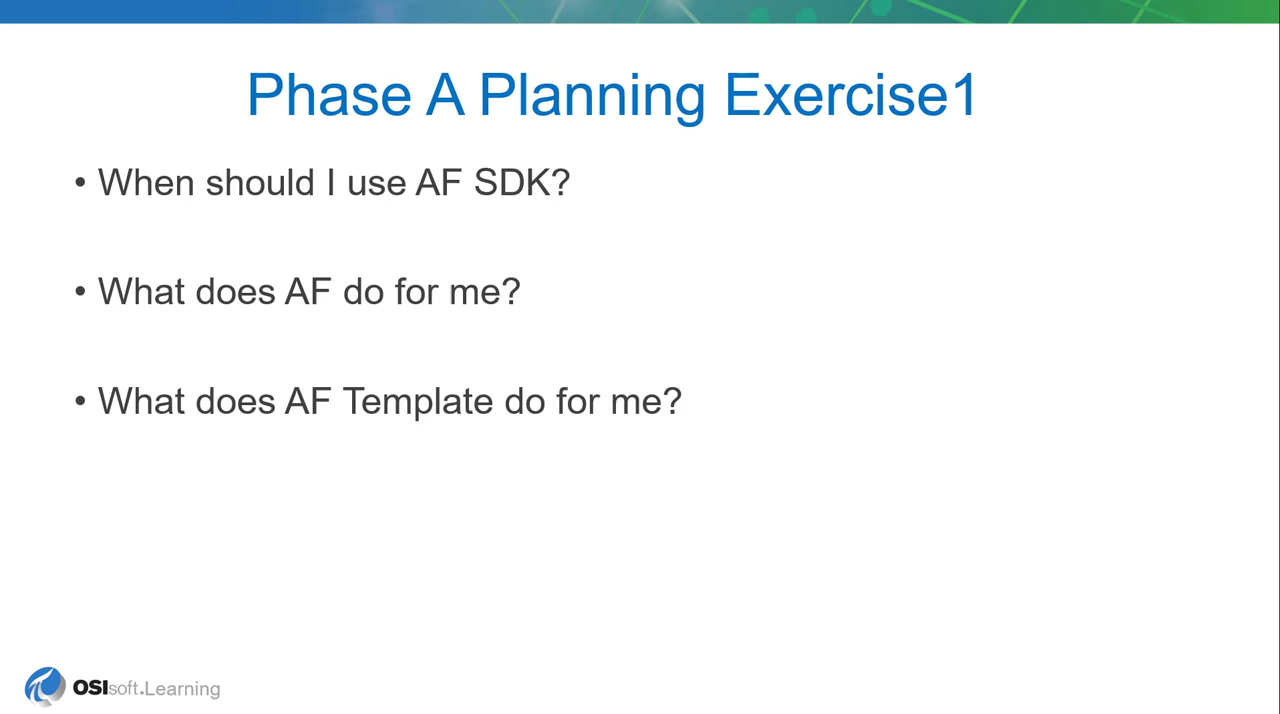 Phase A Planning Exercise1
• When should I use AF SDK?
• What does AF do for me?
• What does AF Template do for me?
OSIsoft.Learning